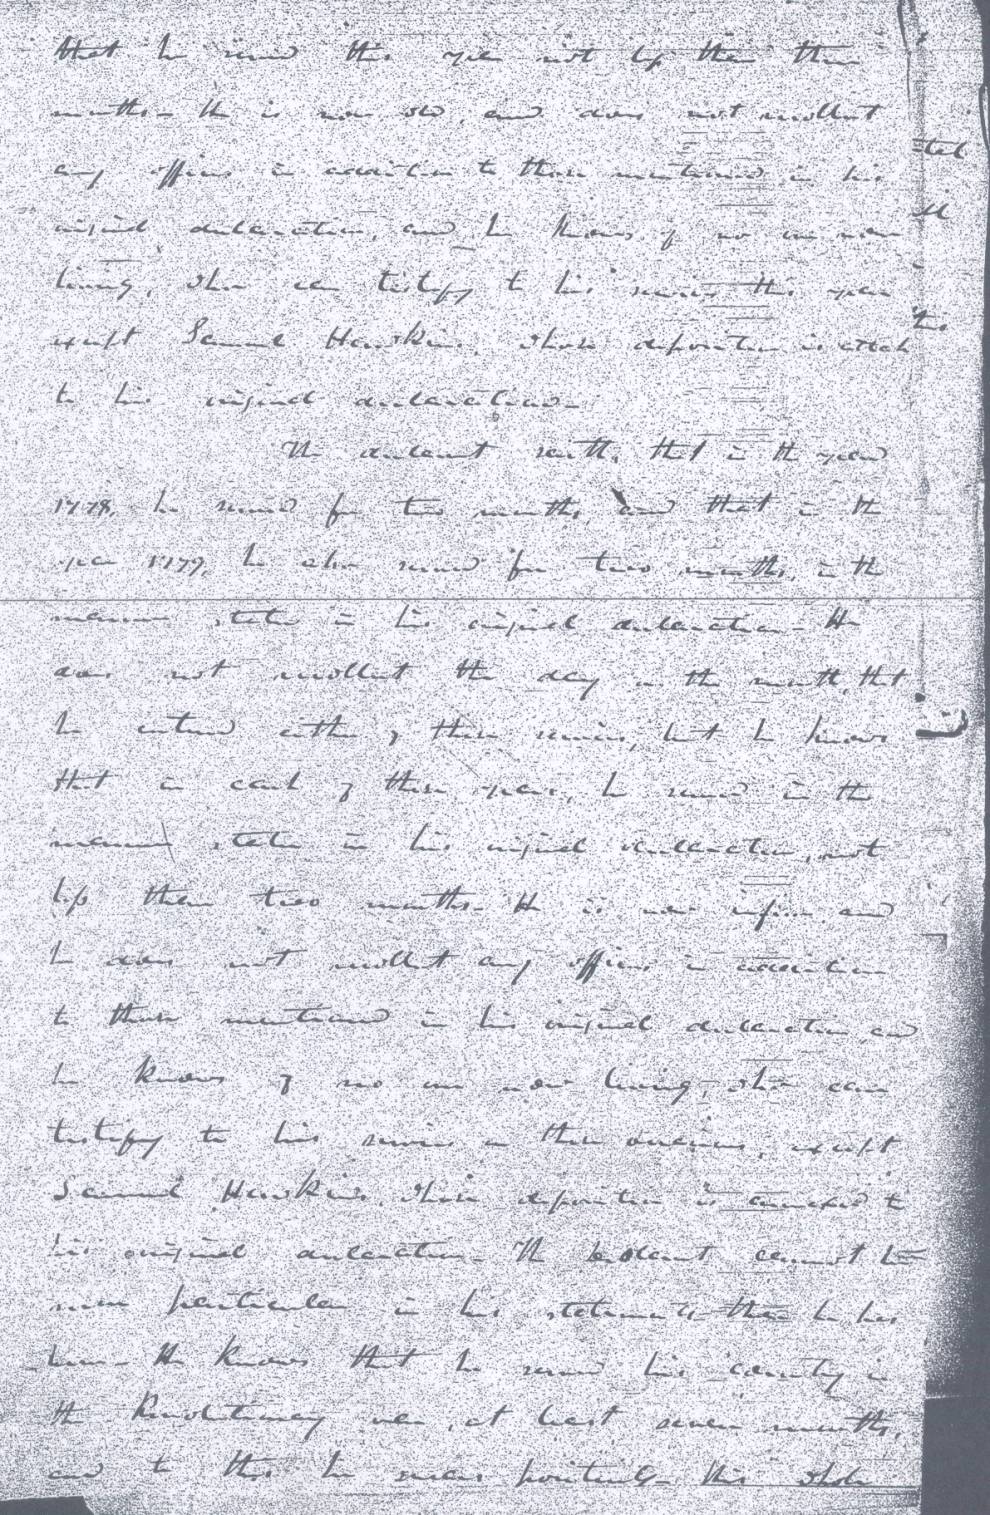 that he served this year not less than three
months - He is now old, and does not recollect
any officers in addition to those mentioned in his
original declaration, and he knows of no one now
living, who can testify to his services this year
except Samuel Hawkins, whose deposition is attach
to his original declaration -
The declarant saith, that in the year
1778, he served for two months, and that in the
year 1779, he also served for two months, in the
manner stated in his original declaration - He
does not recollect the day in the month, that
he entered either of these services, but he knows
that in each of these years, he served in the
manner stated in his original declaration, not
less than two months - He is now infirm, and
he does not recollect any officers in addition
to those mentioned in his original declaration, and
he knows of no one now living, who can
testify to his services in these, except
Samuel Hawkins, whose deposition is annexed to
his original declaration - The declarant cannot be
more particular in his statements than he has
been - He knows that he served his country in
the Revolutionary war, at least seven months,
and to this he swears positively - this whole